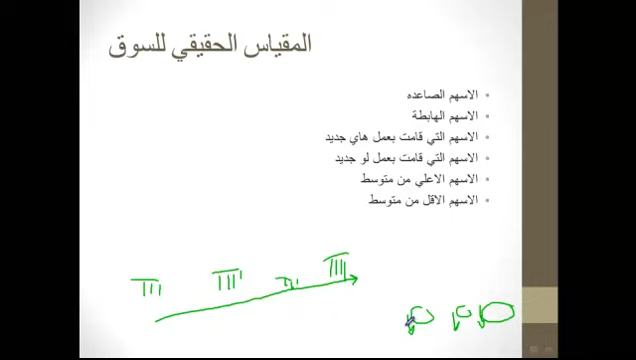 المقياس الحقيقي للسوق
الاسهم الصاعده
الاسهم الهابطة
الاسهم التي قامت بعمل هاي جديد
الاسهم التي قامت بعمل لو جديد
الاسهم الاعلي من متوسط
الاسهم الاقل من متوسط